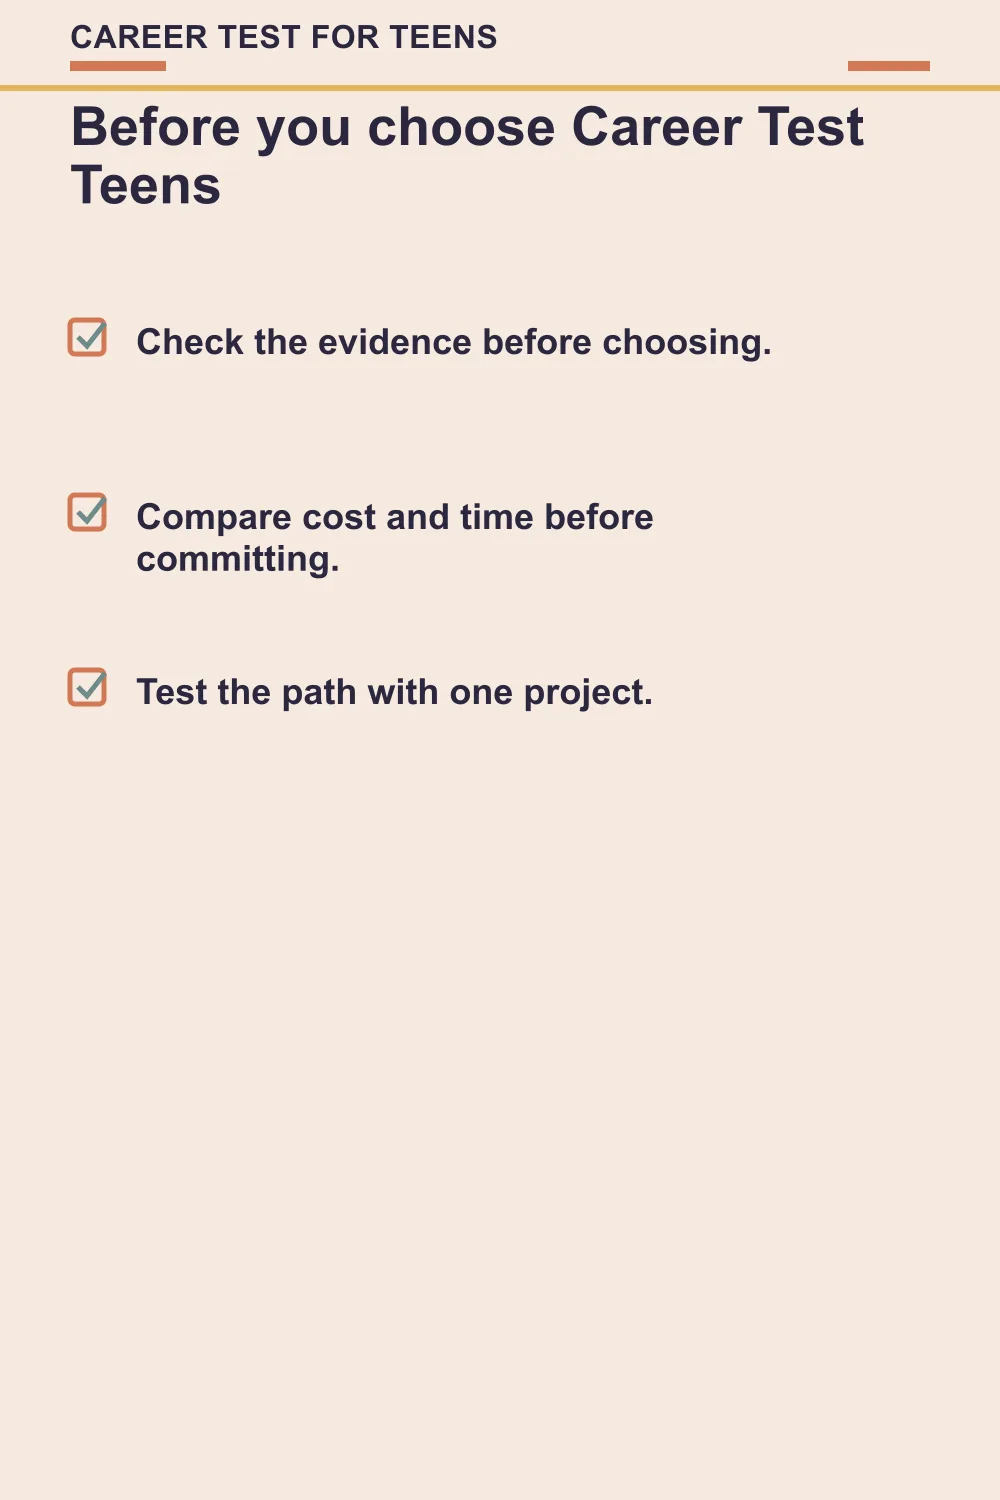 CAREER TEST FOR TEENS
Before you choose Career Test
Teens
Check the evidence before choosing.
Compare cost and time before
committing.
Test the path with one project.